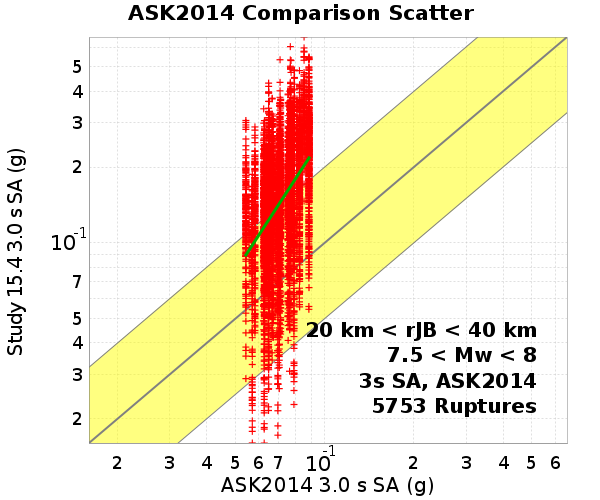 ASK2014 Comparison Scatter
Study 15.4 3.0 s SA (g)
5
4
3
2
10-1
7
5
4
3
2
20 km < rJB < 40 km
7.5 < Mw < 8
3s SA, ASK2014
5753 Ruptures
2 3 4 5 6 7 10-1 2 3 4 5 6
ASK2014 3.0 s SA (g)